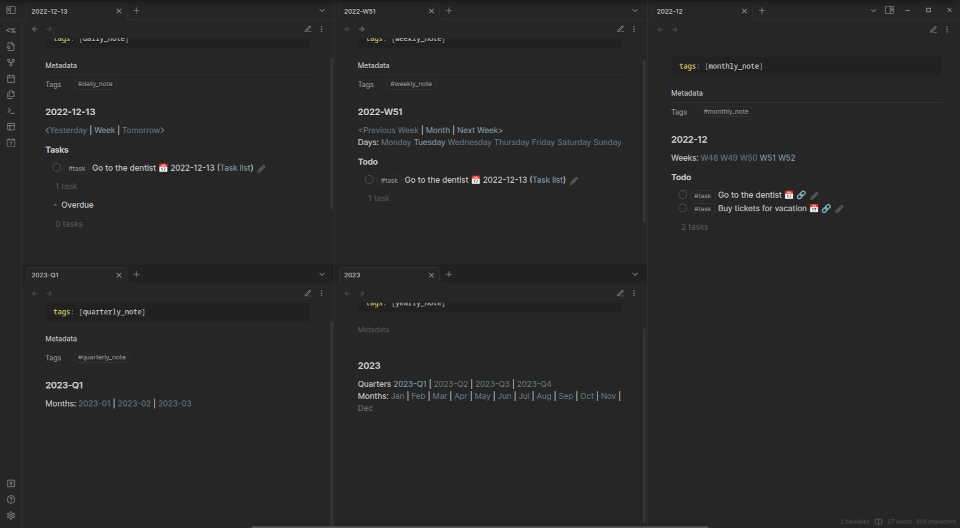 2022-12-13
tags: [daily_note]
Metadata
Tags #daily_note
2022-12-13
<Yesterday | Week | Tomorrow>
Tasks
#task Go to the dentist 📅 2022-12-13 (Task list)
1 task
Overdue
0 tasks
2022-W51
tags: [weekly_note]
Metadata
Tags #weekly_note
2022-W51
<Previous Week | Month | Next Week>
Days: Monday Tuesday Wednesday Thursday Friday Saturday Sunday
Todo
#task Go to the dentist 📅 2022-12-13 (Task list)
1 task
2022-12
tags: [monthly_note]
Metadata
Tags #monthly_note
2022-12
Weeks: W48 W49 W50 W51 W52
Todo
#task Go to the dentist 📅 🔗
#task Buy tickets for vacation 📅 🔗
2 tasks
2023-Q1
tags: [quarterly_note]
Metadata
Tags #quarterly_note
2023-Q1
Months: 2023-01 | 2023-02 | 2023-03
2023
tags: [yearly_note]
Metadata
2023
Quarters 2023-Q1 | 2023-Q2 | 2023-Q3 | 2023-Q4
Months: Jan | Feb | Mar | Apr | May | Jun | Jul | Aug | Sep | Oct | Nov |
Dec
backlinks 37 words characters